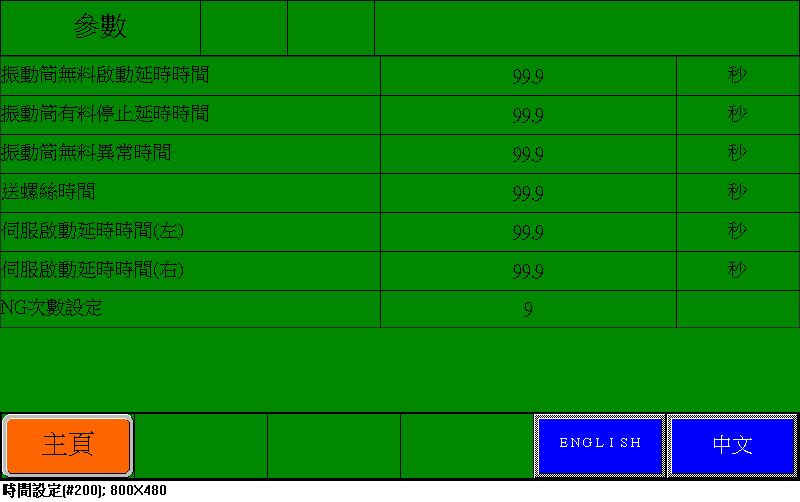 參數
振動筒無料啟動延時時間 99.9 秒
振動筒有料停止延時時間 99.9 秒
振動筒無料異常時間 99.9 秒
送螺絲時間 99.9 秒
伺服啟動延時時間(左) 99.9 秒
伺服啟動延時時間(右) 99.9 秒
NG次數設定 9
主頁 ENGLISH 中文
時間設定(#200); 800X480